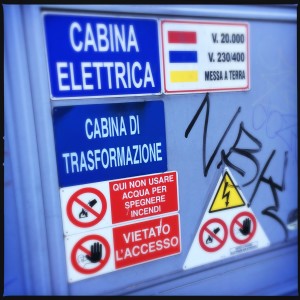 CABINA
ELETTRICA
V. 20.000
V. 230/400
MESSA A TERRA
CABINA DI
TRASFORMAZIONE
QUI NON USARE
ACQUA PER
SPEGNERE
INCENDI
VIETATO
L'ACCESSO